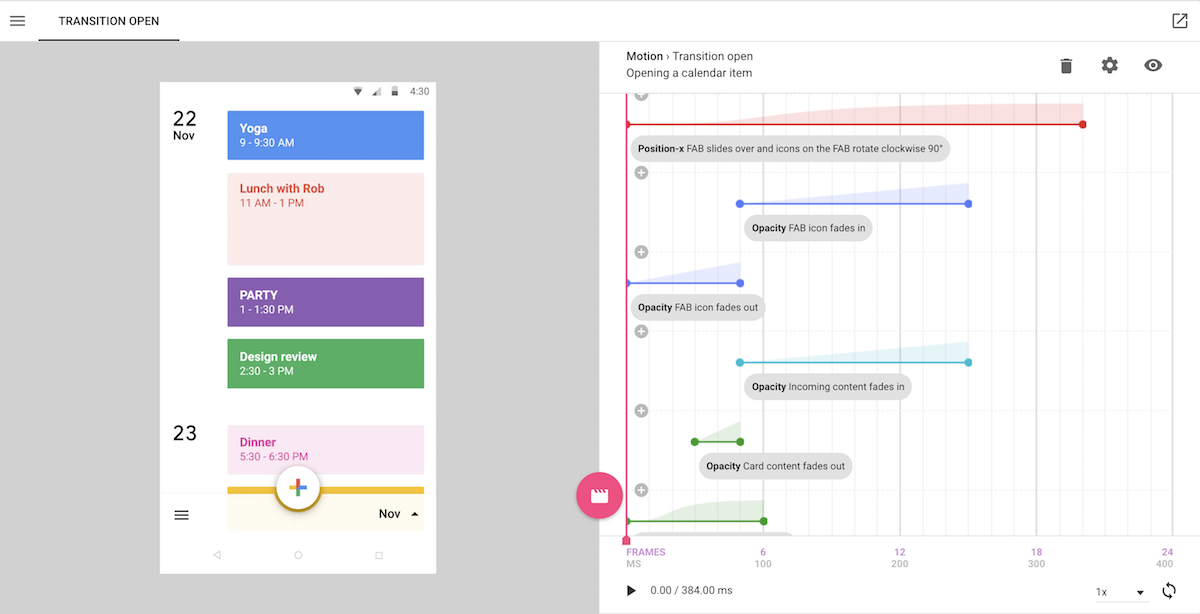 TRANSITION OPEN
4:30
22
Nov
Yoga
9 - 9:30 AM
Lunch with Rob
11 AM - 1 PM
PARTY
1 - 1:30 PM
Design review
2:30 - 3 PM
23
Dinner
5:30 - 6:30 PM
Nov
Motion › Transition open
Opening a calendar item
Position-x FAB slides over and icons on the FAB rotate clockwise 90°
Opacity FAB icon fades in
Opacity FAB icon fades out
Opacity Incoming content fades in
Opacity Card content fades out
FRAMES 6 12 18 24
MS 100 200 300 400
0.00 / 384.00 ms
1x